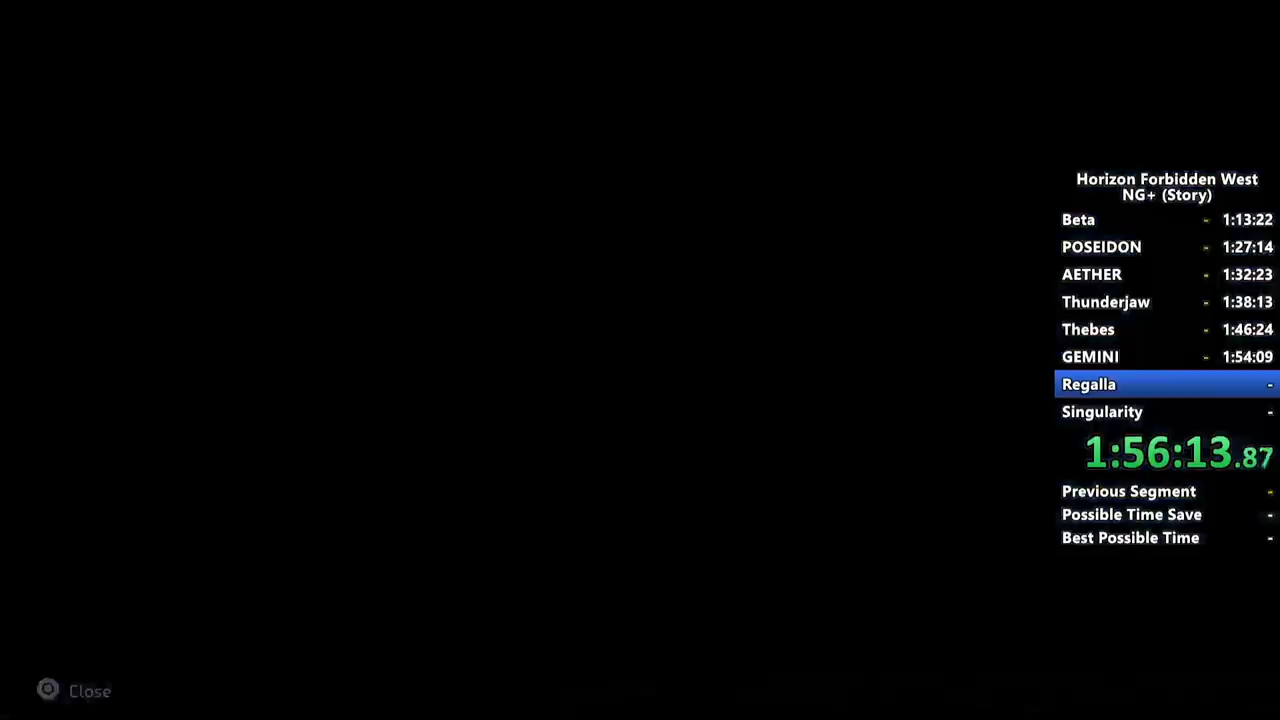 Horizon Forbidden West
NG+ (Story)
Beta - 1:13:22
POSEIDON - 1:27:14
AETHER - 1:32:23
Thunderjaw - 1:38:13
Thebes - 1:46:24
GEMINI - 1:54:09
Regalla -
Singularity -
1:56:13.87
Previous Segment -
Possible Time Save -
Best Possible Time -
Close